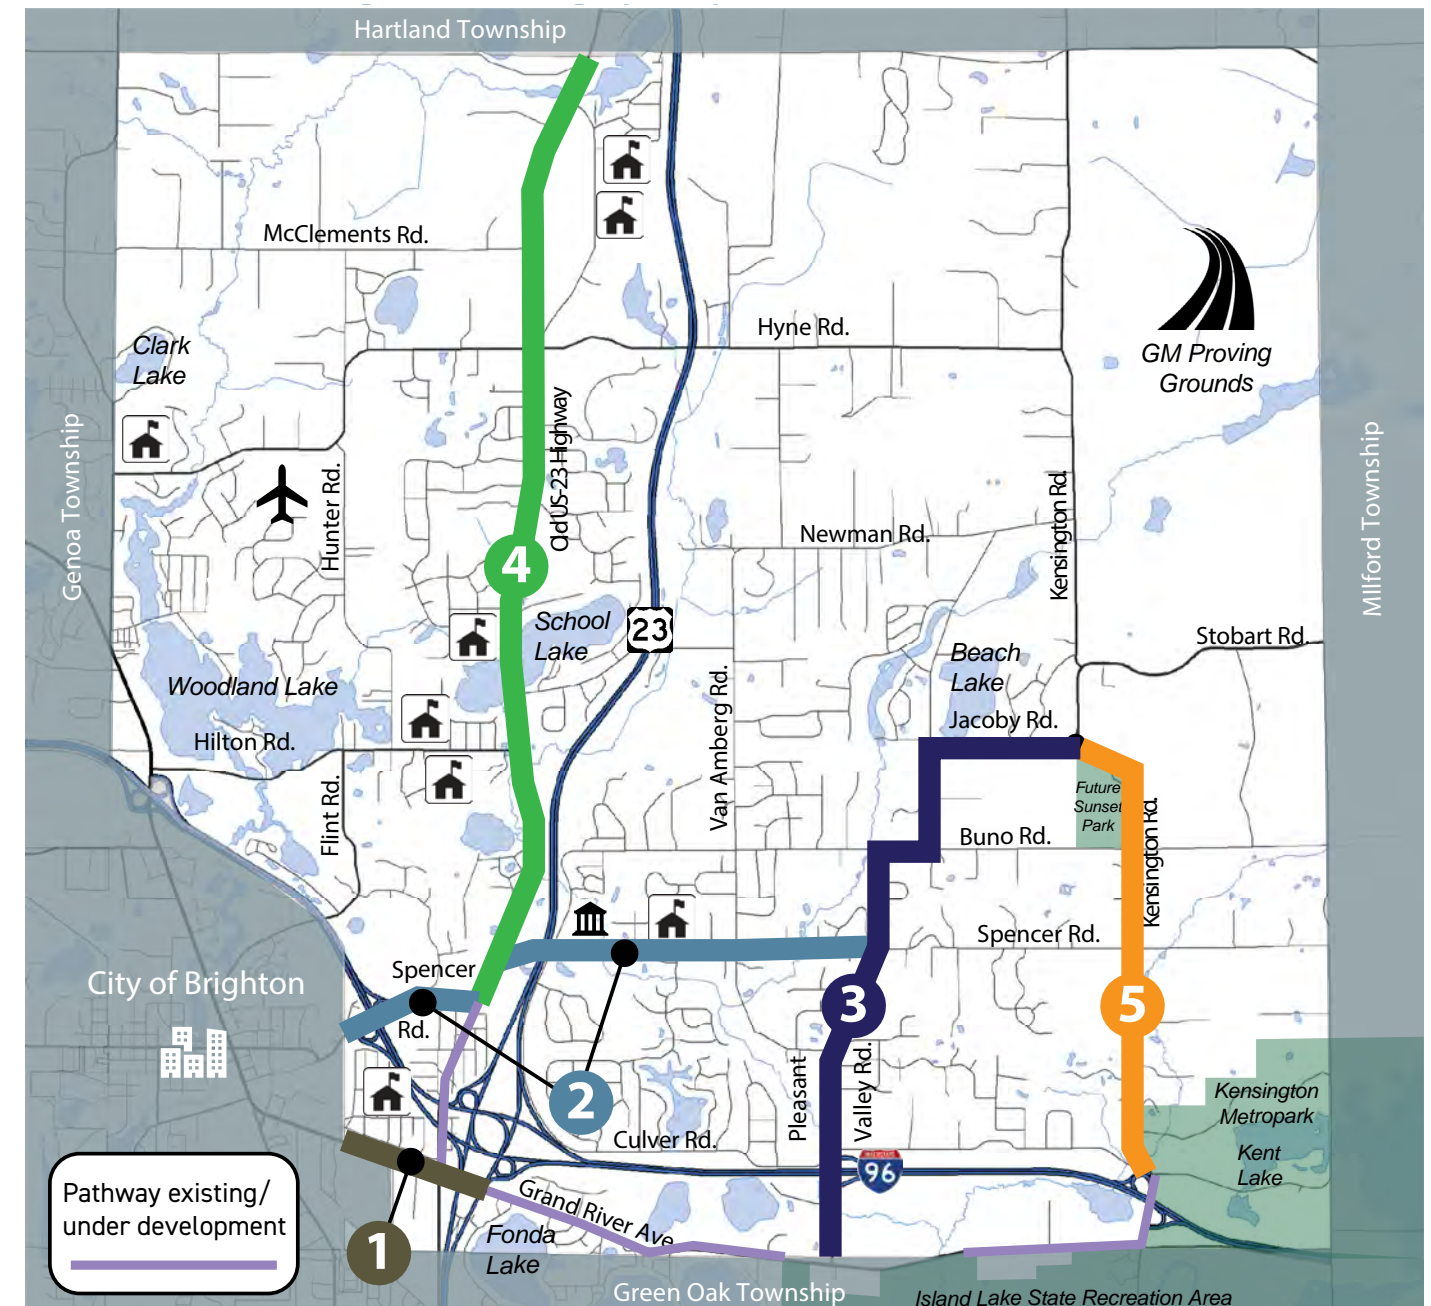 Hartland Township
McClements Rd.
Hyne Rd.
Clark
Lake
GM Proving
Grounds
Genoa Township
Hunter Rd.
Old US-23 Highway
Newman Rd.
Kensington Rd.
MIlford Township
4
School
Lake
23
Stobart Rd.
Beach
Lake
Woodland Lake
Van Amberg Rd.
Jacoby Rd.
Hilton Rd.
Flint Rd.
Future
Sunset
Park
Kensington Rd.
Buno Rd.
Spencer Rd.
City of Brighton
Spencer
Rd.
3
5
2
Pleasant
Valley Rd.
Culver Rd.
Kensington
Metropark
Kent
Lake
96
Pathway existing/
under development
1
Grand River Ave
Fonda
Lake
Green Oak Township
Island Lake State Recreation Area